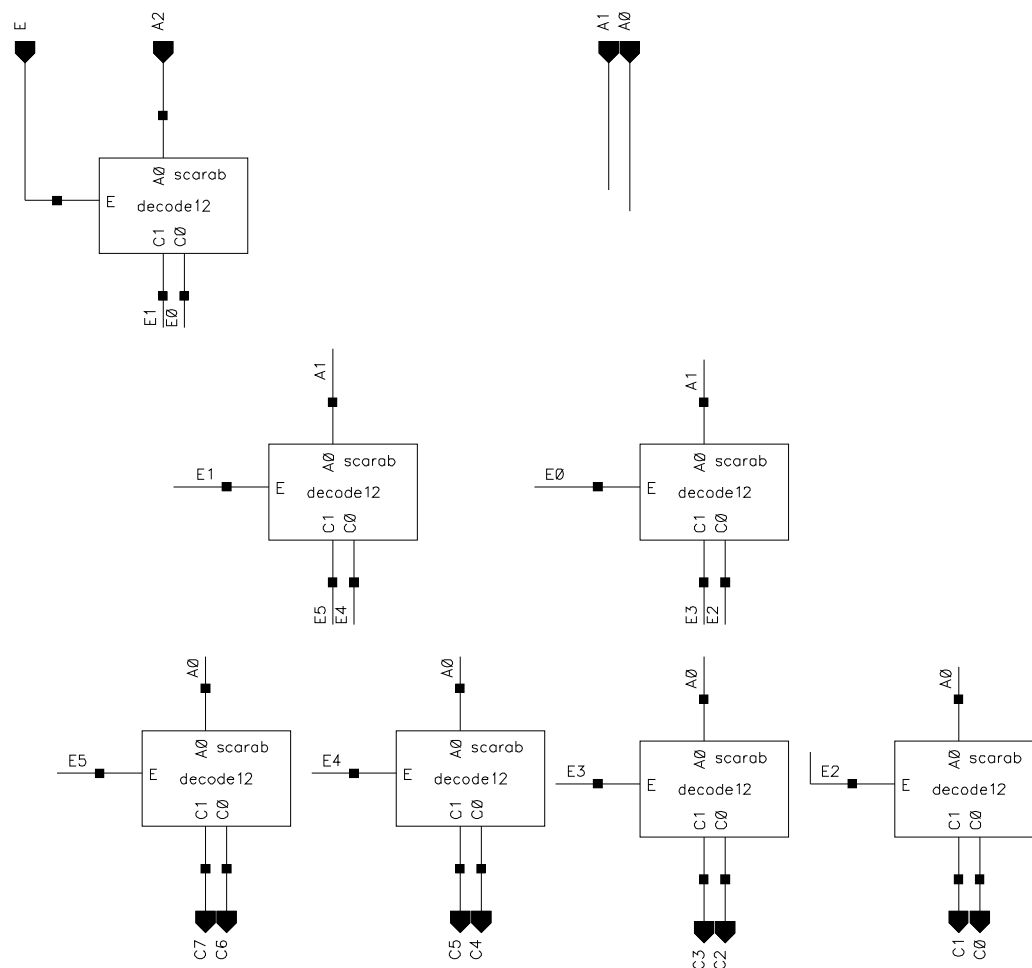 E A2 A1 A0
A0 scarab
E decode12
C1 C0
E1 E0
A1 A1
A0 scarab A0 scarab
E1 E decode12 E0 E decode12
C1 C0 C1 C0
E5 E4 E3 E2
A0 A0 A0 A0
A0 scarab A0 scarab A0 scarab A0 scarab
E5 E decode12 E4 E decode12 E3 E decode12 E2 E decode12
C1 C0 C1 C0 C1 C0 C1 C0
C7 C6 C5 C4 C3 C2 C1 C0